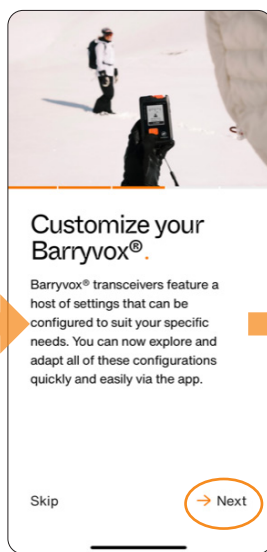 Customize your
Barryvox®.
Barryvox® transceivers feature a
host of settings that can be
configured to suit your specific
needs. You can now explore and
adapt all of these configurations
quickly and easily via the app.
Skip
→ Next